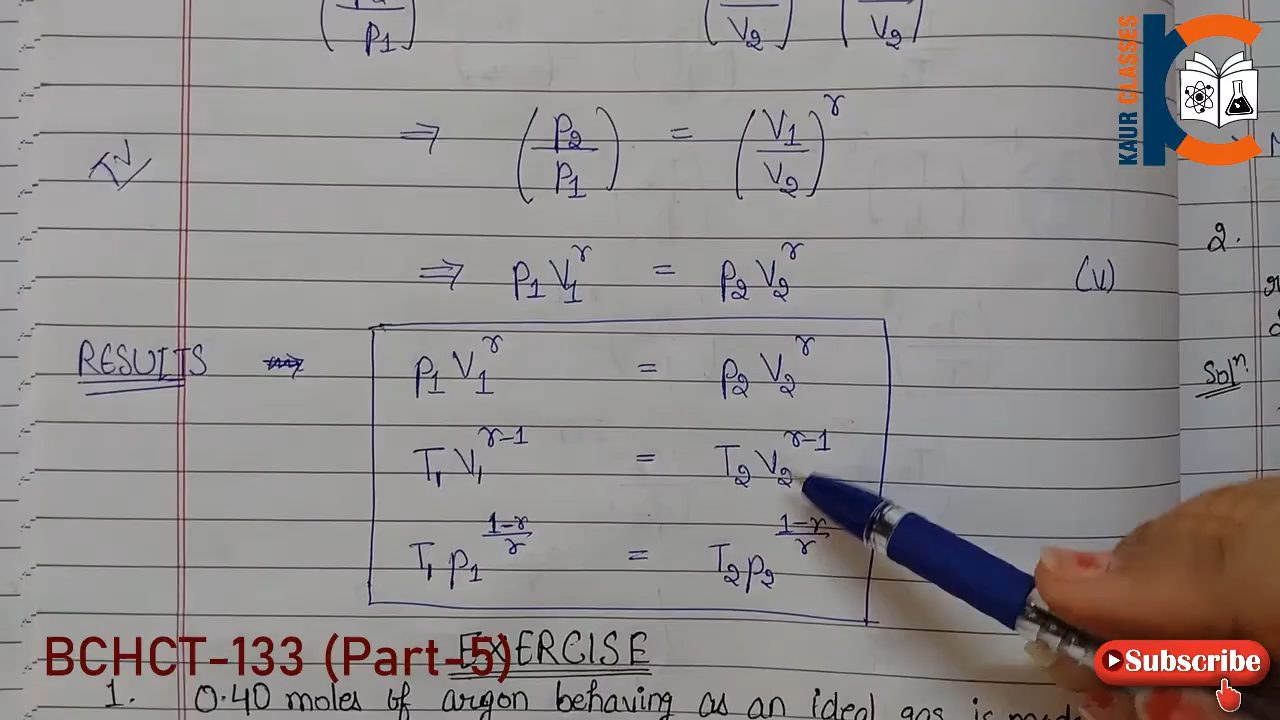 (p₂/p₁) (V₂) (V₂)
⇒ (p₂/p₁) = (V₁/V₂)^γ
TV
⇒ p₁V₁^γ = p₂V₂^γ (V)
2.
RESULTS ⇒ p₁V₁^γ = p₂V₂^γ
Solⁿ.
T₁V₁^(γ-1) = T₂V₂^(γ-1)
T₁p₁^((1-γ)/γ) = T₂p₂^((1-γ)/γ)
EXERCISE
1. 0.40 moles of argon behaving as an ideal gas is
KAUR CLASSES
BCHCT-133 (Part-5)
Subscribe